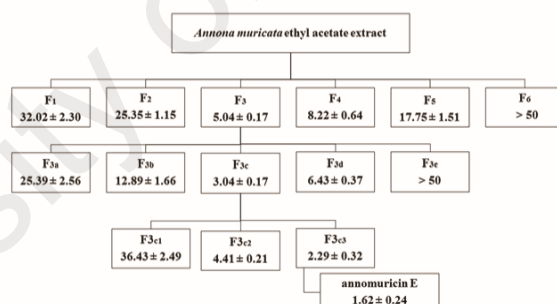 Annona muricata ethyl acetate extract
F1
32.02 ± 2.30
F2
25.35 ± 1.15
F3
5.04 ± 0.17
F4
8.22 ± 0.64
F5
17.75 ± 1.51
F6
> 50
F3a
25.39 ± 2.56
F3b
12.89 ± 1.66
F3c
3.04 ± 0.17
F3d
6.43 ± 0.37
F3e
> 50
F3c1
36.43 ± 2.49
F3c2
4.41 ± 0.21
F3c3
2.29 ± 0.32
annomuricin E
1.62 ± 0.24